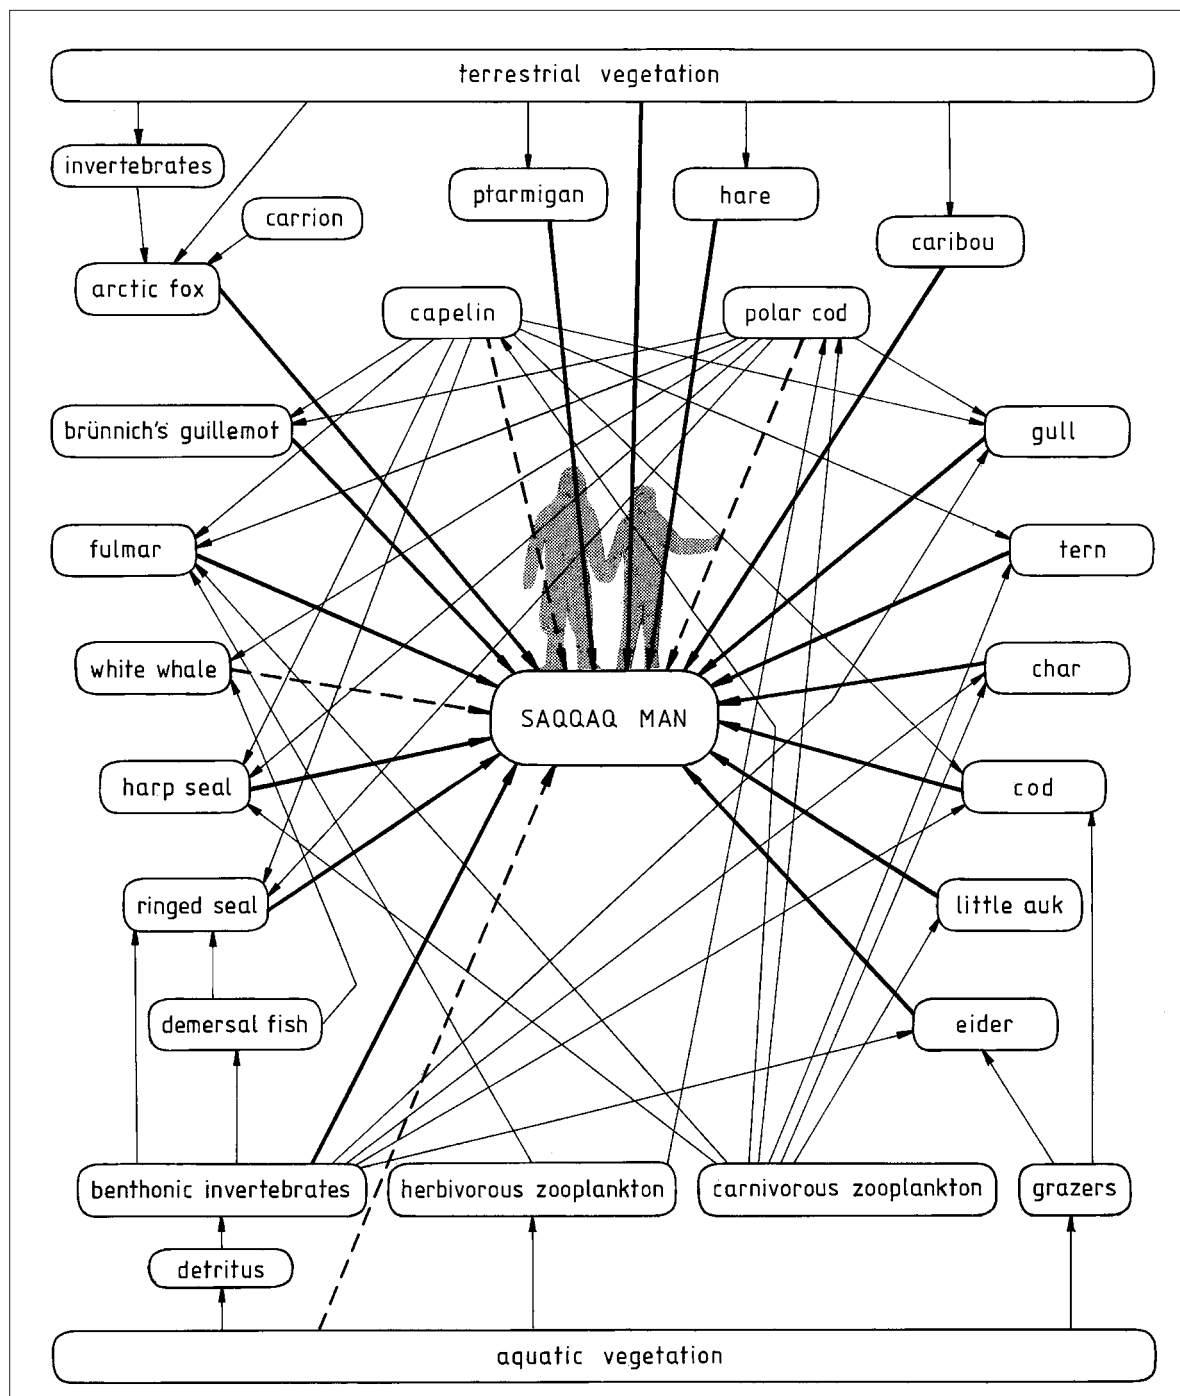 terrestrial vegetation
invertebrates
ptarmigan
hare
carrion
caribou
arctic fox
capelin
polar cod
brünnich's guillemot
gull
fulmar
tern
white whale
char
SAQQAQ MAN
harp seal
cod
ringed seal
little auk
demersal fish
eider
benthonic invertebrates
herbivorous zooplankton
carnivorous zooplankton
grazers
detritus
aquatic vegetation